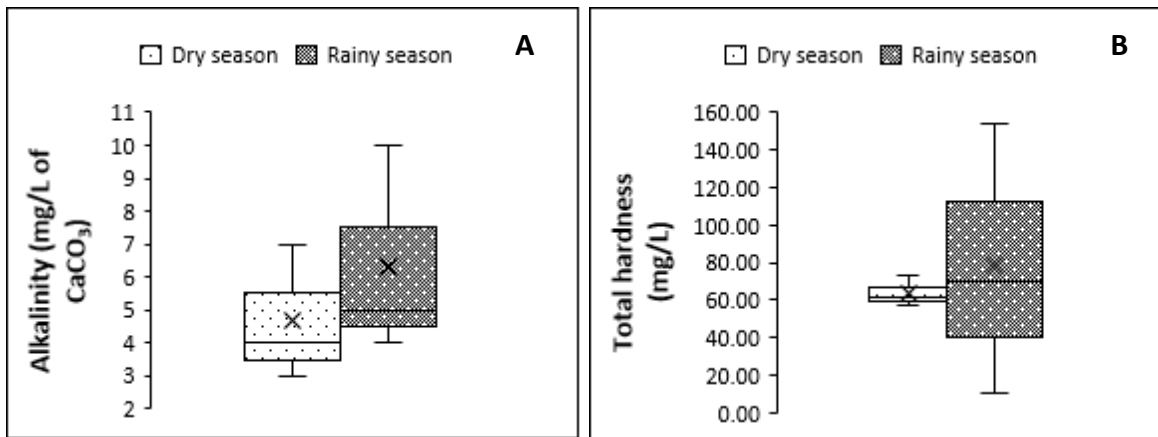 A
Dry season Rainy season
Alkalinity (mg/L of
CaCO₃)
11
10
9
8
7
6
5
4
3
2
B
Dry season Rainy season
Total hardness
(mg/L)
160.00
140.00
120.00
100.00
80.00
60.00
40.00
20.00
0.00